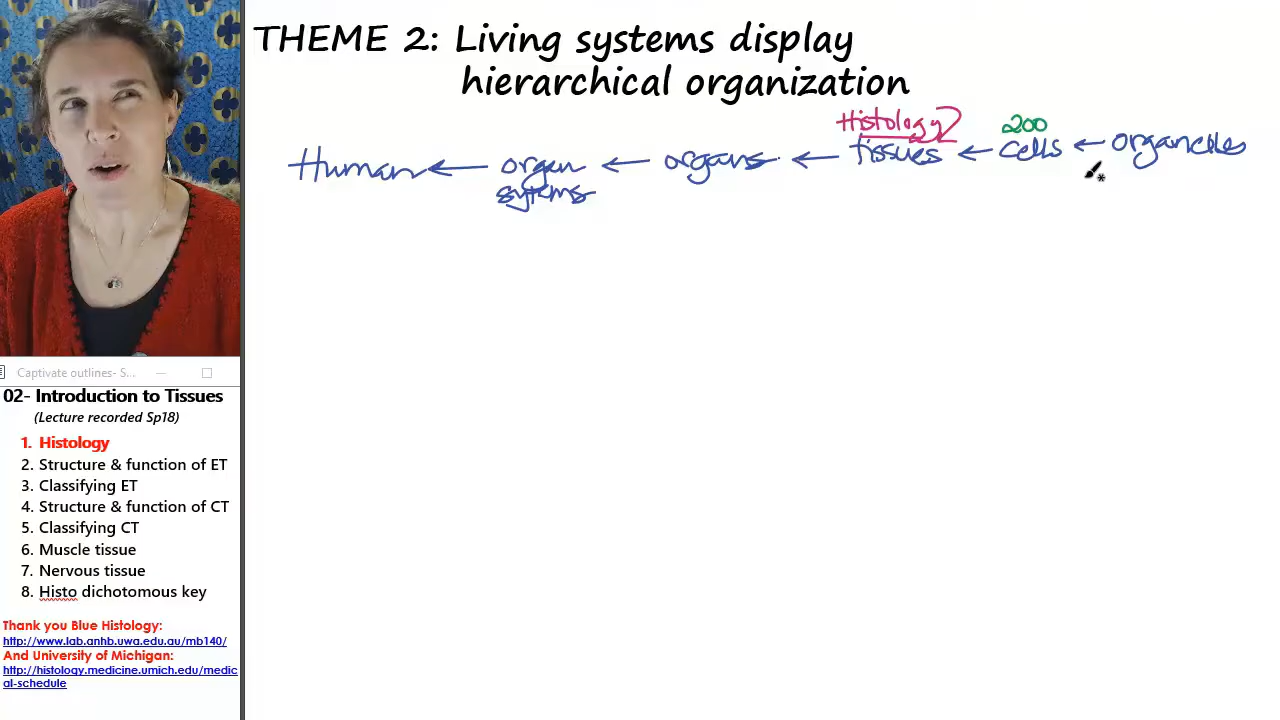 THEME 2: Living systems display
hierarchical organization
Histology 200
Human ← organ ← organs ← tissues ← cells ← organelles
sytems
Captivate outlines- S...
02- Introduction to Tissues
(Lecture recorded Sp18)
1. Histology
2. Structure & function of ET
3. Classifying ET
4. Structure & function of CT
5. Classifying CT
6. Muscle tissue
7. Nervous tissue
8. Histo dichotomous key
Thank you Blue Histology:
http://www.lab.anhb.uwa.edu.au/mb140/
And University of Michigan:
http://histology.medicine.umich.edu/medic
al-schedule